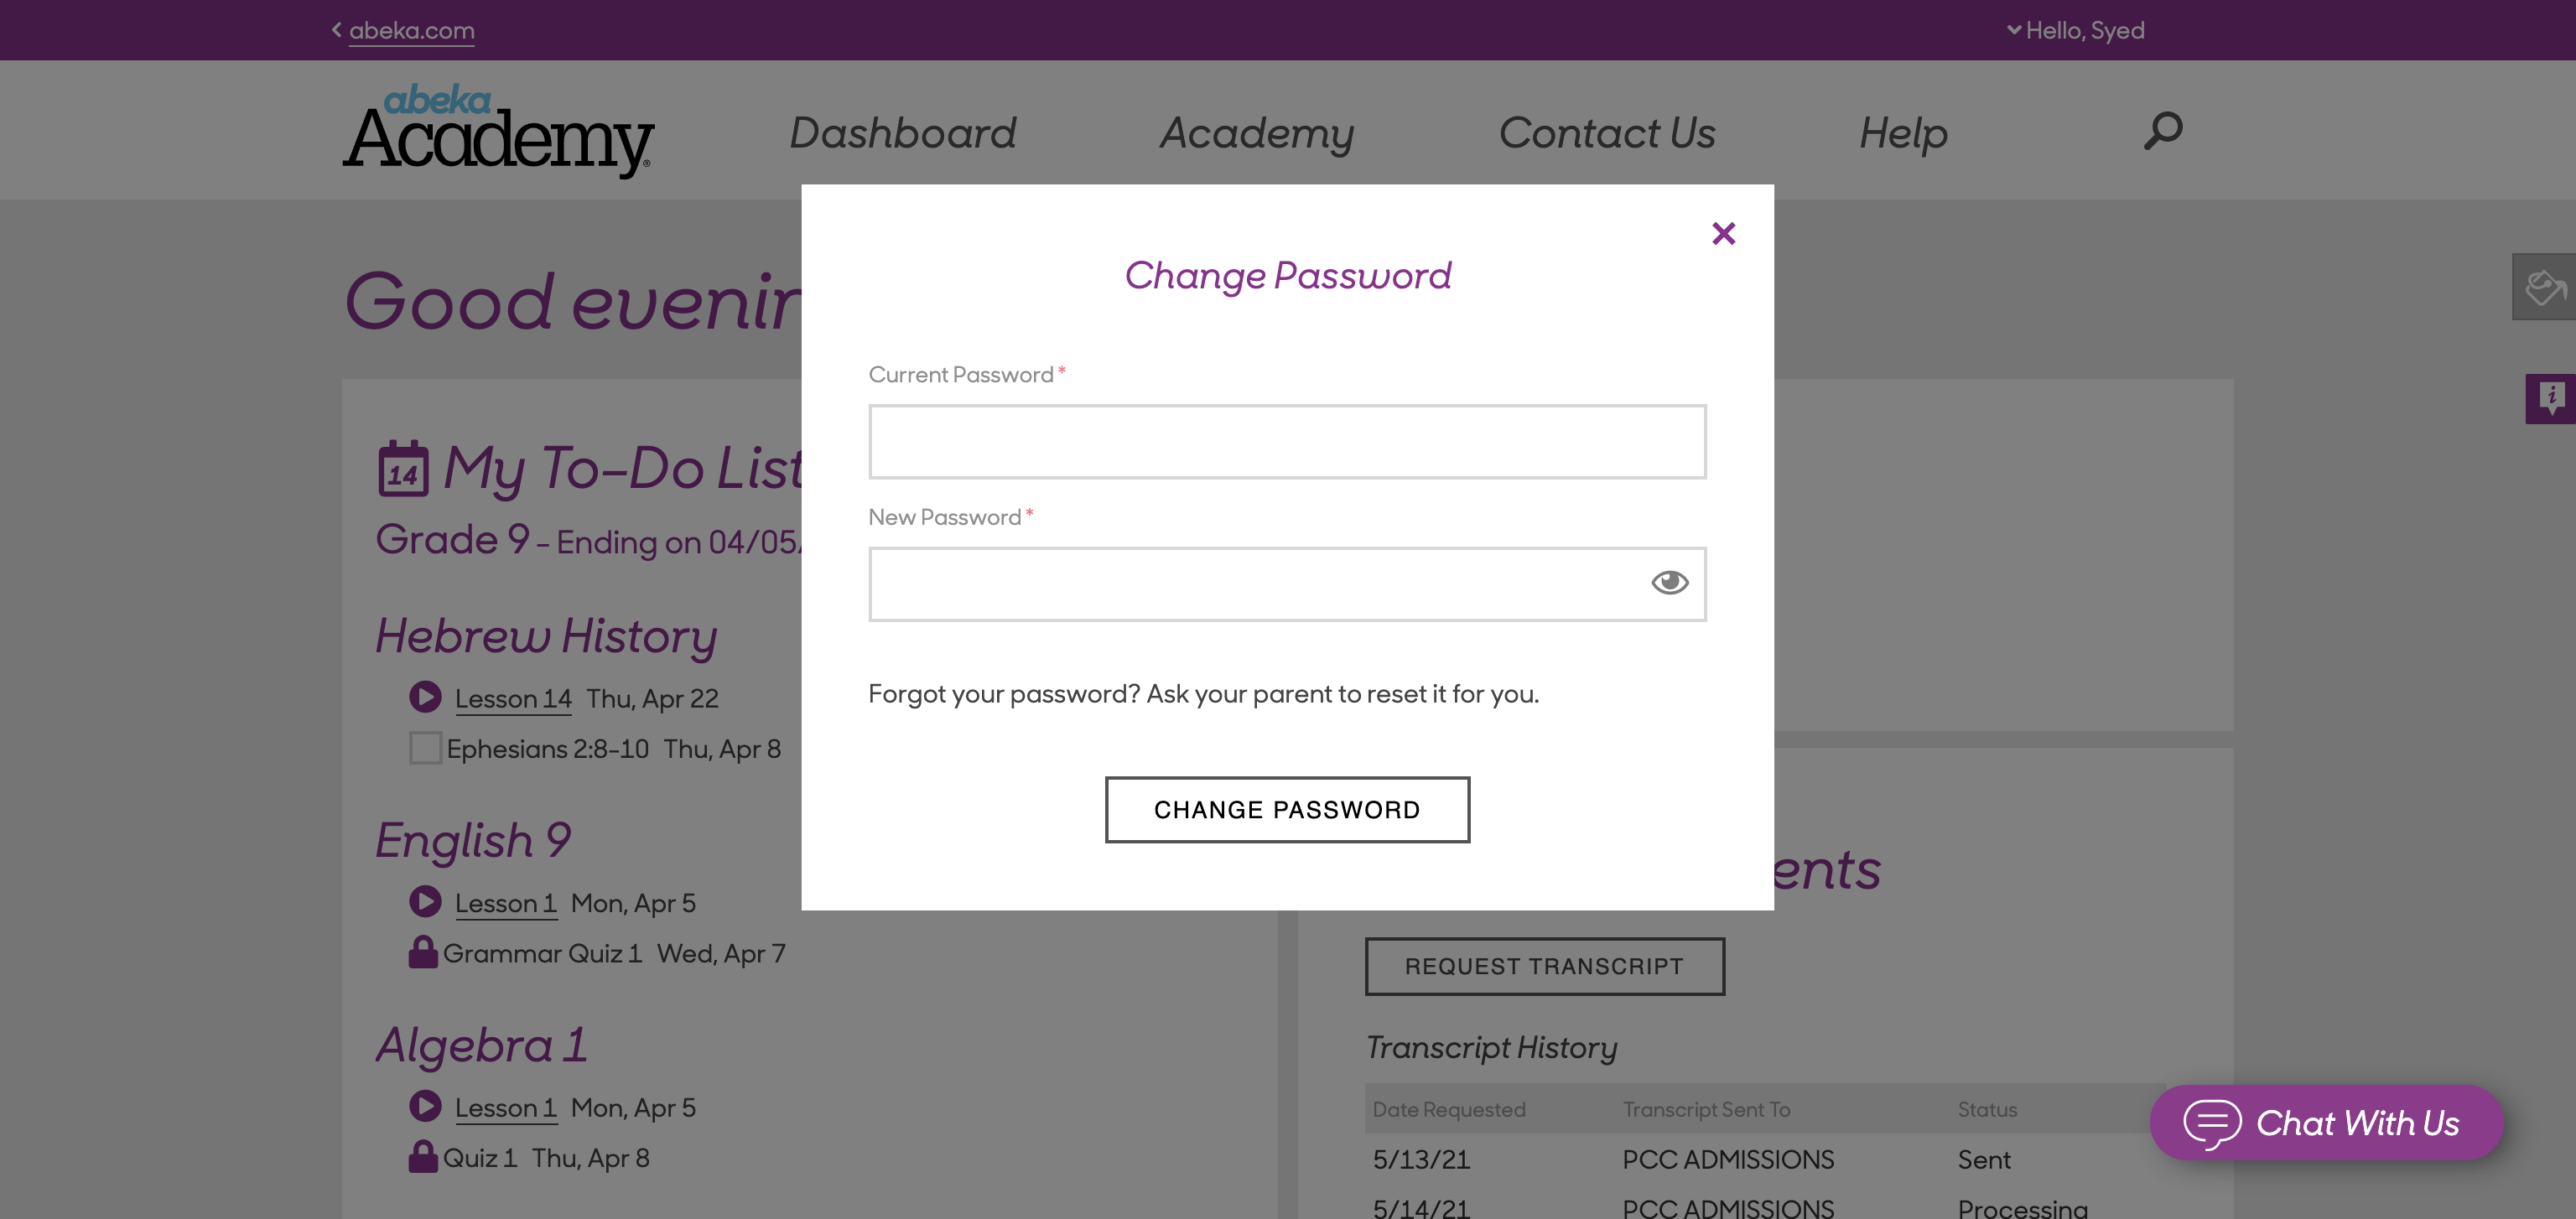 abeka.com
Hello, Syed
abeka
Academy®
Dashboard
Academy
Contact Us
Help
Good evenin
Change Password
Current Password *
New Password *
Forgot your password? Ask your parent to reset it for you.
CHANGE PASSWORD
14
My To-Do List
Grade 9 - Ending on 04/05/
Hebrew History
Lesson 14 Thu, Apr 22
Ephesians 2:8-10 Thu, Apr 8
English 9
Lesson 1 Mon, Apr 5
Grammar Quiz 1 Wed, Apr 7
Algebra 1
Lesson 1 Mon, Apr 5
Quiz 1 Thu, Apr 8
ents
REQUEST TRANSCRIPT
Transcript History
Date Requested Transcript Sent To Status
5/13/21 PCC ADMISSIONS Sent
5/14/21 PCC ADMISSIONS Processing
Chat With Us